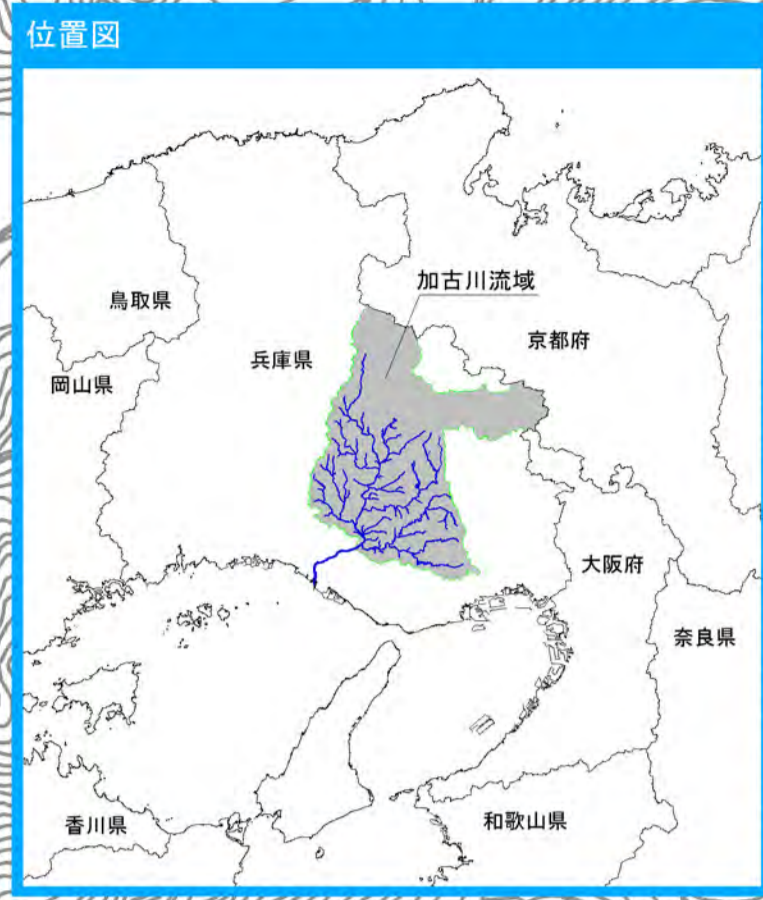 位置図
加古川流域
鳥取県
京都府
兵庫県
岡山県
大阪府
奈良県
香川県
和歌山県